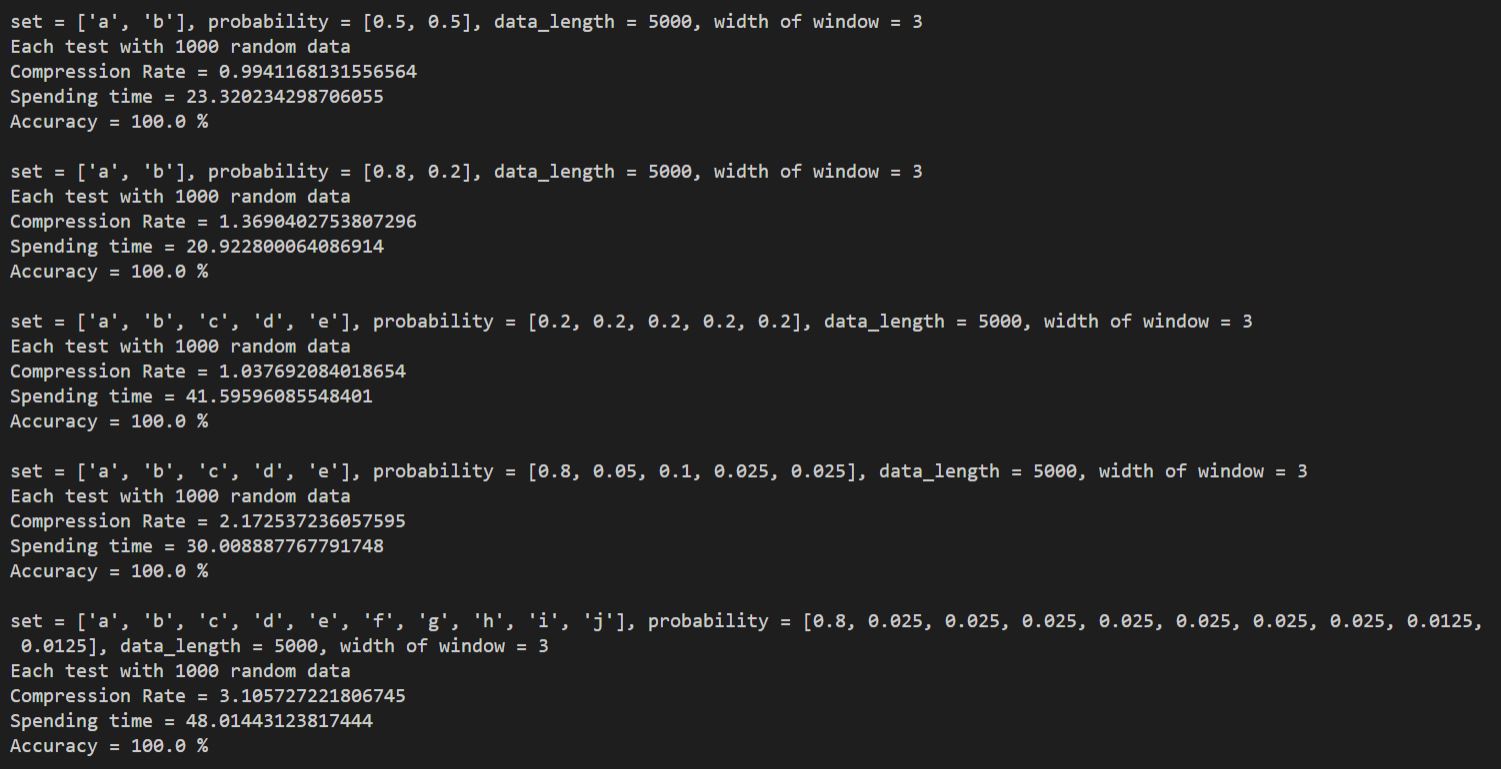 set = ['a', 'b'], probability = [0.5, 0.5], data_length = 5000, width of window = 3
Each test with 1000 random data
Compression Rate = 0.9941168131556564
Spending time = 23.320234298706055
Accuracy = 100.0 %
set = ['a', 'b'], probability = [0.8, 0.2], data_length = 5000, width of window = 3
Each test with 1000 random data
Compression Rate = 1.3690402753807296
Spending time = 20.922800064086914
Accuracy = 100.0 %
set = ['a', 'b', 'c', 'd', 'e'], probability = [0.2, 0.2, 0.2, 0.2, 0.2], data_length = 5000, width of window = 3
Each test with 1000 random data
Compression Rate = 1.037692084018654
Spending time = 41.59596085548401
Accuracy = 100.0 %
set = ['a', 'b', 'c', 'd', 'e'], probability = [0.8, 0.05, 0.1, 0.025, 0.025], data_length = 5000, width of window = 3
Each test with 1000 random data
Compression Rate = 2.172537236057595
Spending time = 30.008887767791748
Accuracy = 100.0 %
set = ['a', 'b', 'c', 'd', 'e', 'f', 'g', 'h', 'i', 'j'], probability = [0.8, 0.025, 0.025, 0.025, 0.025, 0.025, 0.025, 0.025, 0.0125,
0.0125], data_length = 5000, width of window = 3
Each test with 1000 random data
Compression Rate = 3.105727221806745
Spending time = 48.01443123817444
Accuracy = 100.0 %